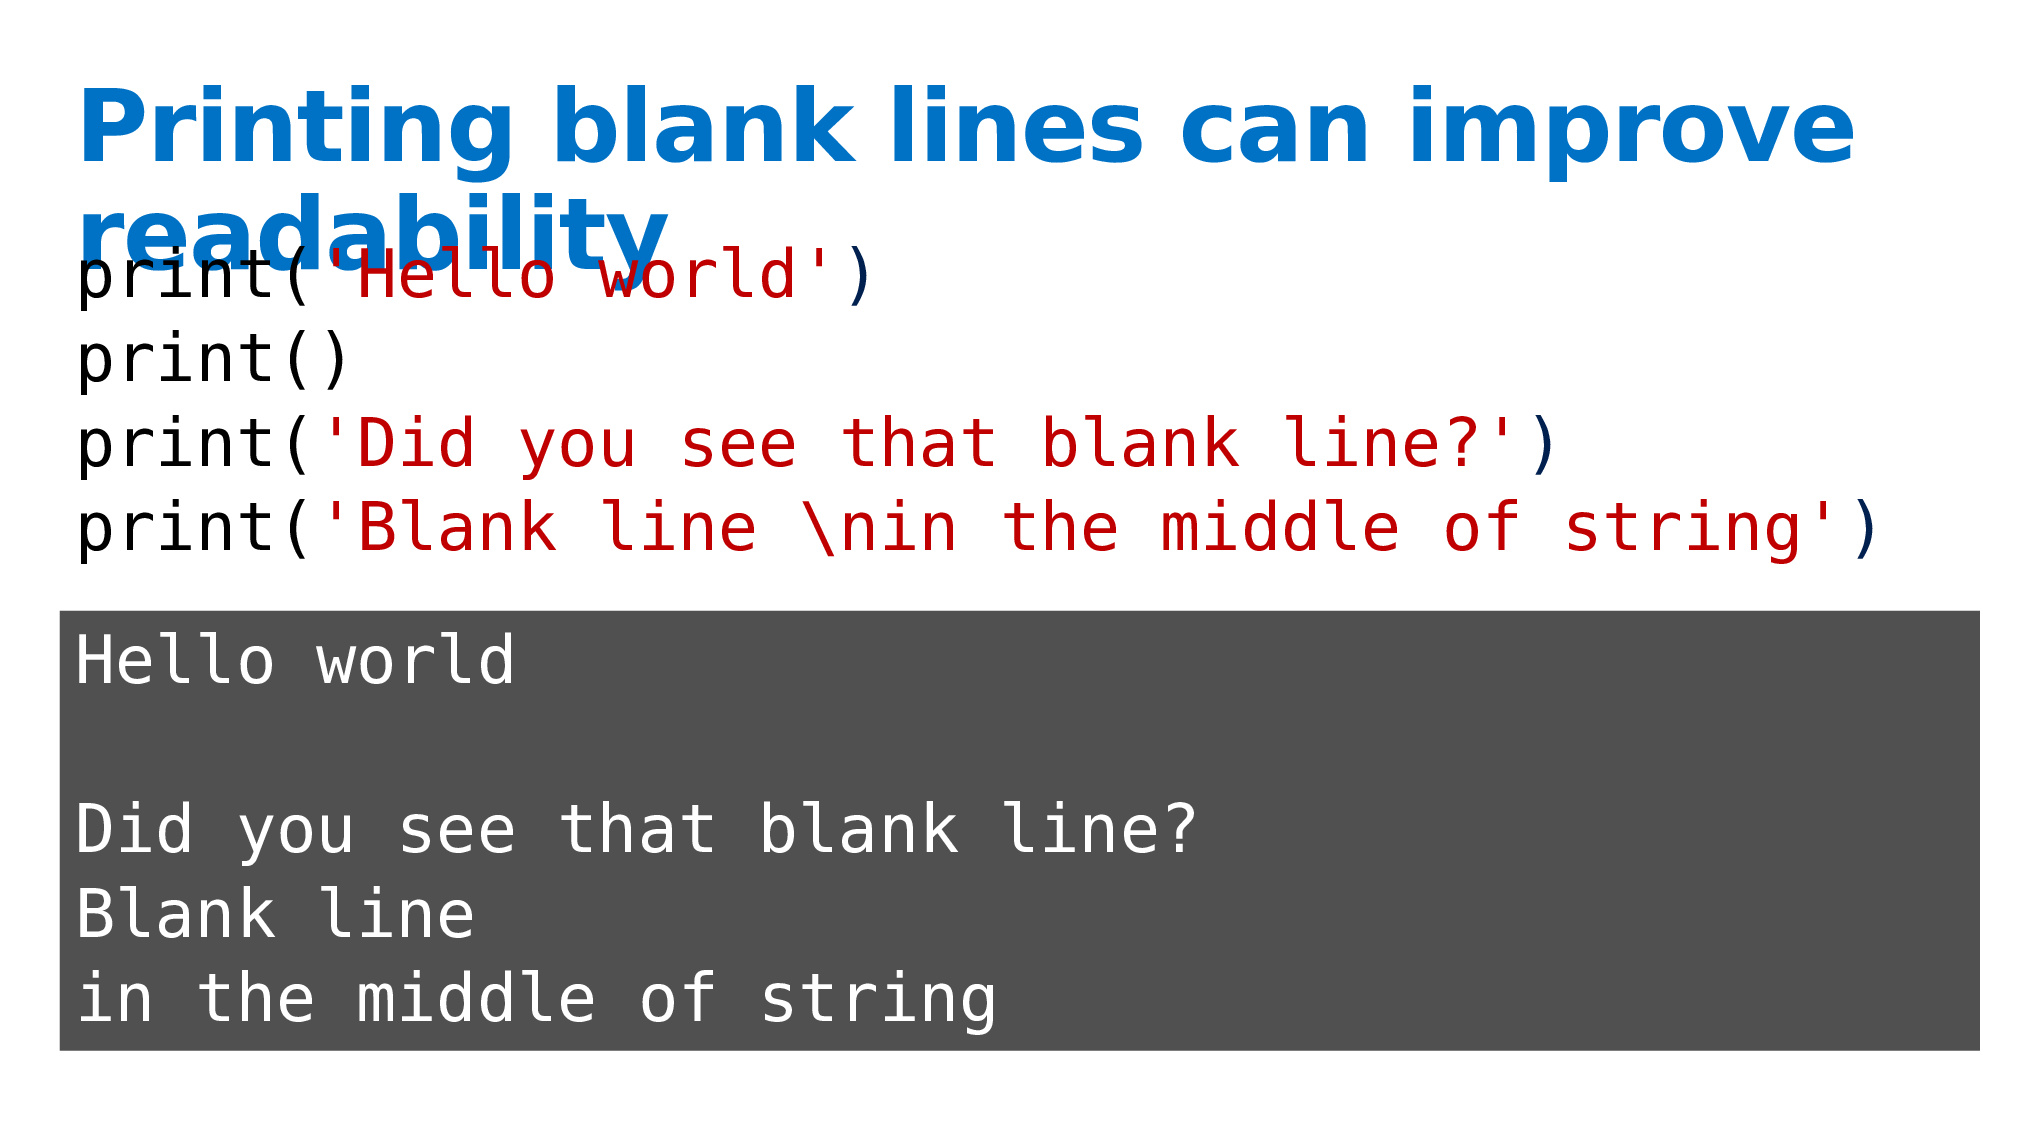 Printing blank lines can improve
readability
print('Hello world')
print()
print('Did you see that blank line?')
print('Blank line \nin the middle of string')
Hello world

Did you see that blank line?
Blank line
in the middle of string